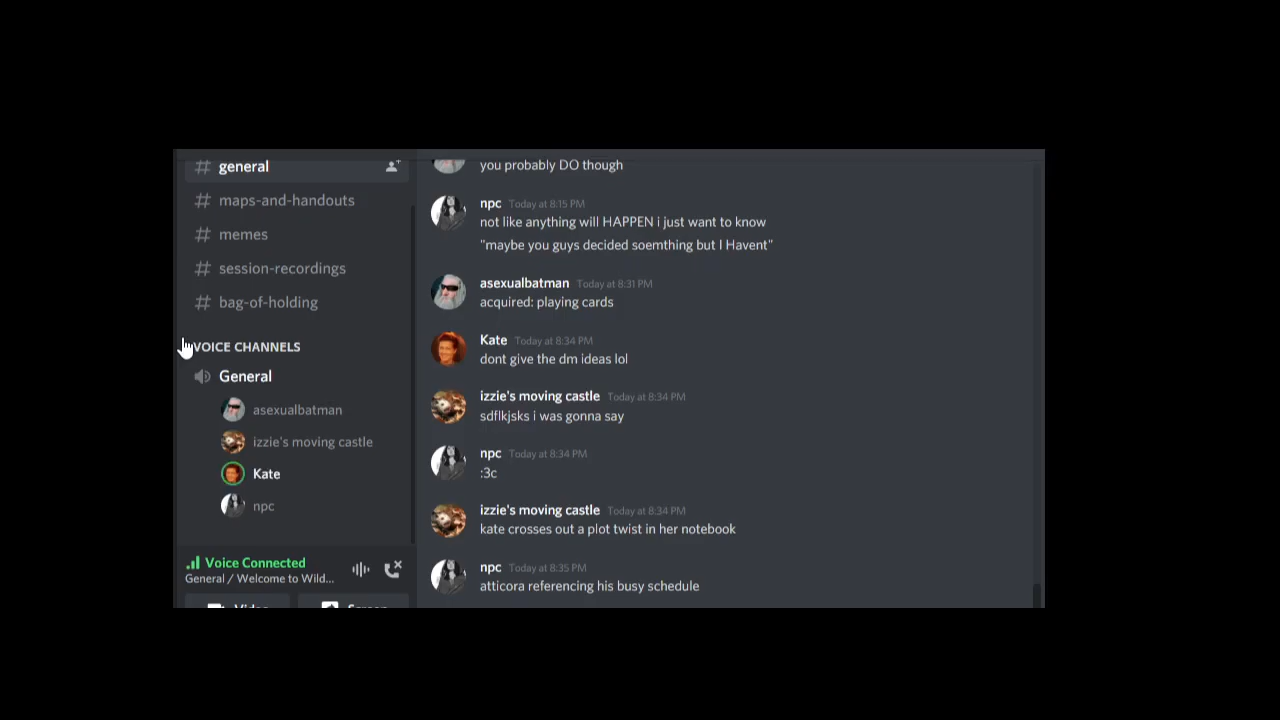 general
maps-and-handouts
memes
session-recordings
bag-of-holding
VOICE CHANNELS
General
asexualbatman
izzie's moving castle
Kate
npc
Voice Connected
General / Welcome to Wild...
Video
Screen
you probably DO though
npc Today at 8:15 PM
not like anything will HAPPEN i just want to know
"maybe you guys decided soemthing but I Havent"
asexualbatman Today at 8:31 PM
acquired: playing cards
Kate Today at 8:34 PM
dont give the dm ideas lol
izzie's moving castle Today at 8:34 PM
sdflkjsks i was gonna say
npc Today at 8:34 PM
:3c
izzie's moving castle Today at 8:34 PM
kate crosses out a plot twist in her notebook
npc Today at 8:35 PM
atticora referencing his busy schedule